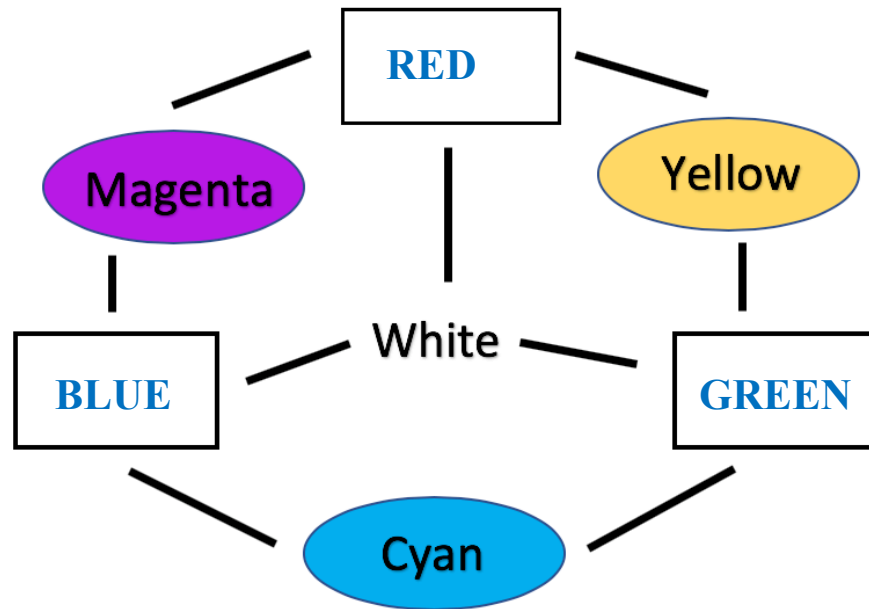 RED
Magenta
Yellow
White
BLUE
GREEN
Cyan